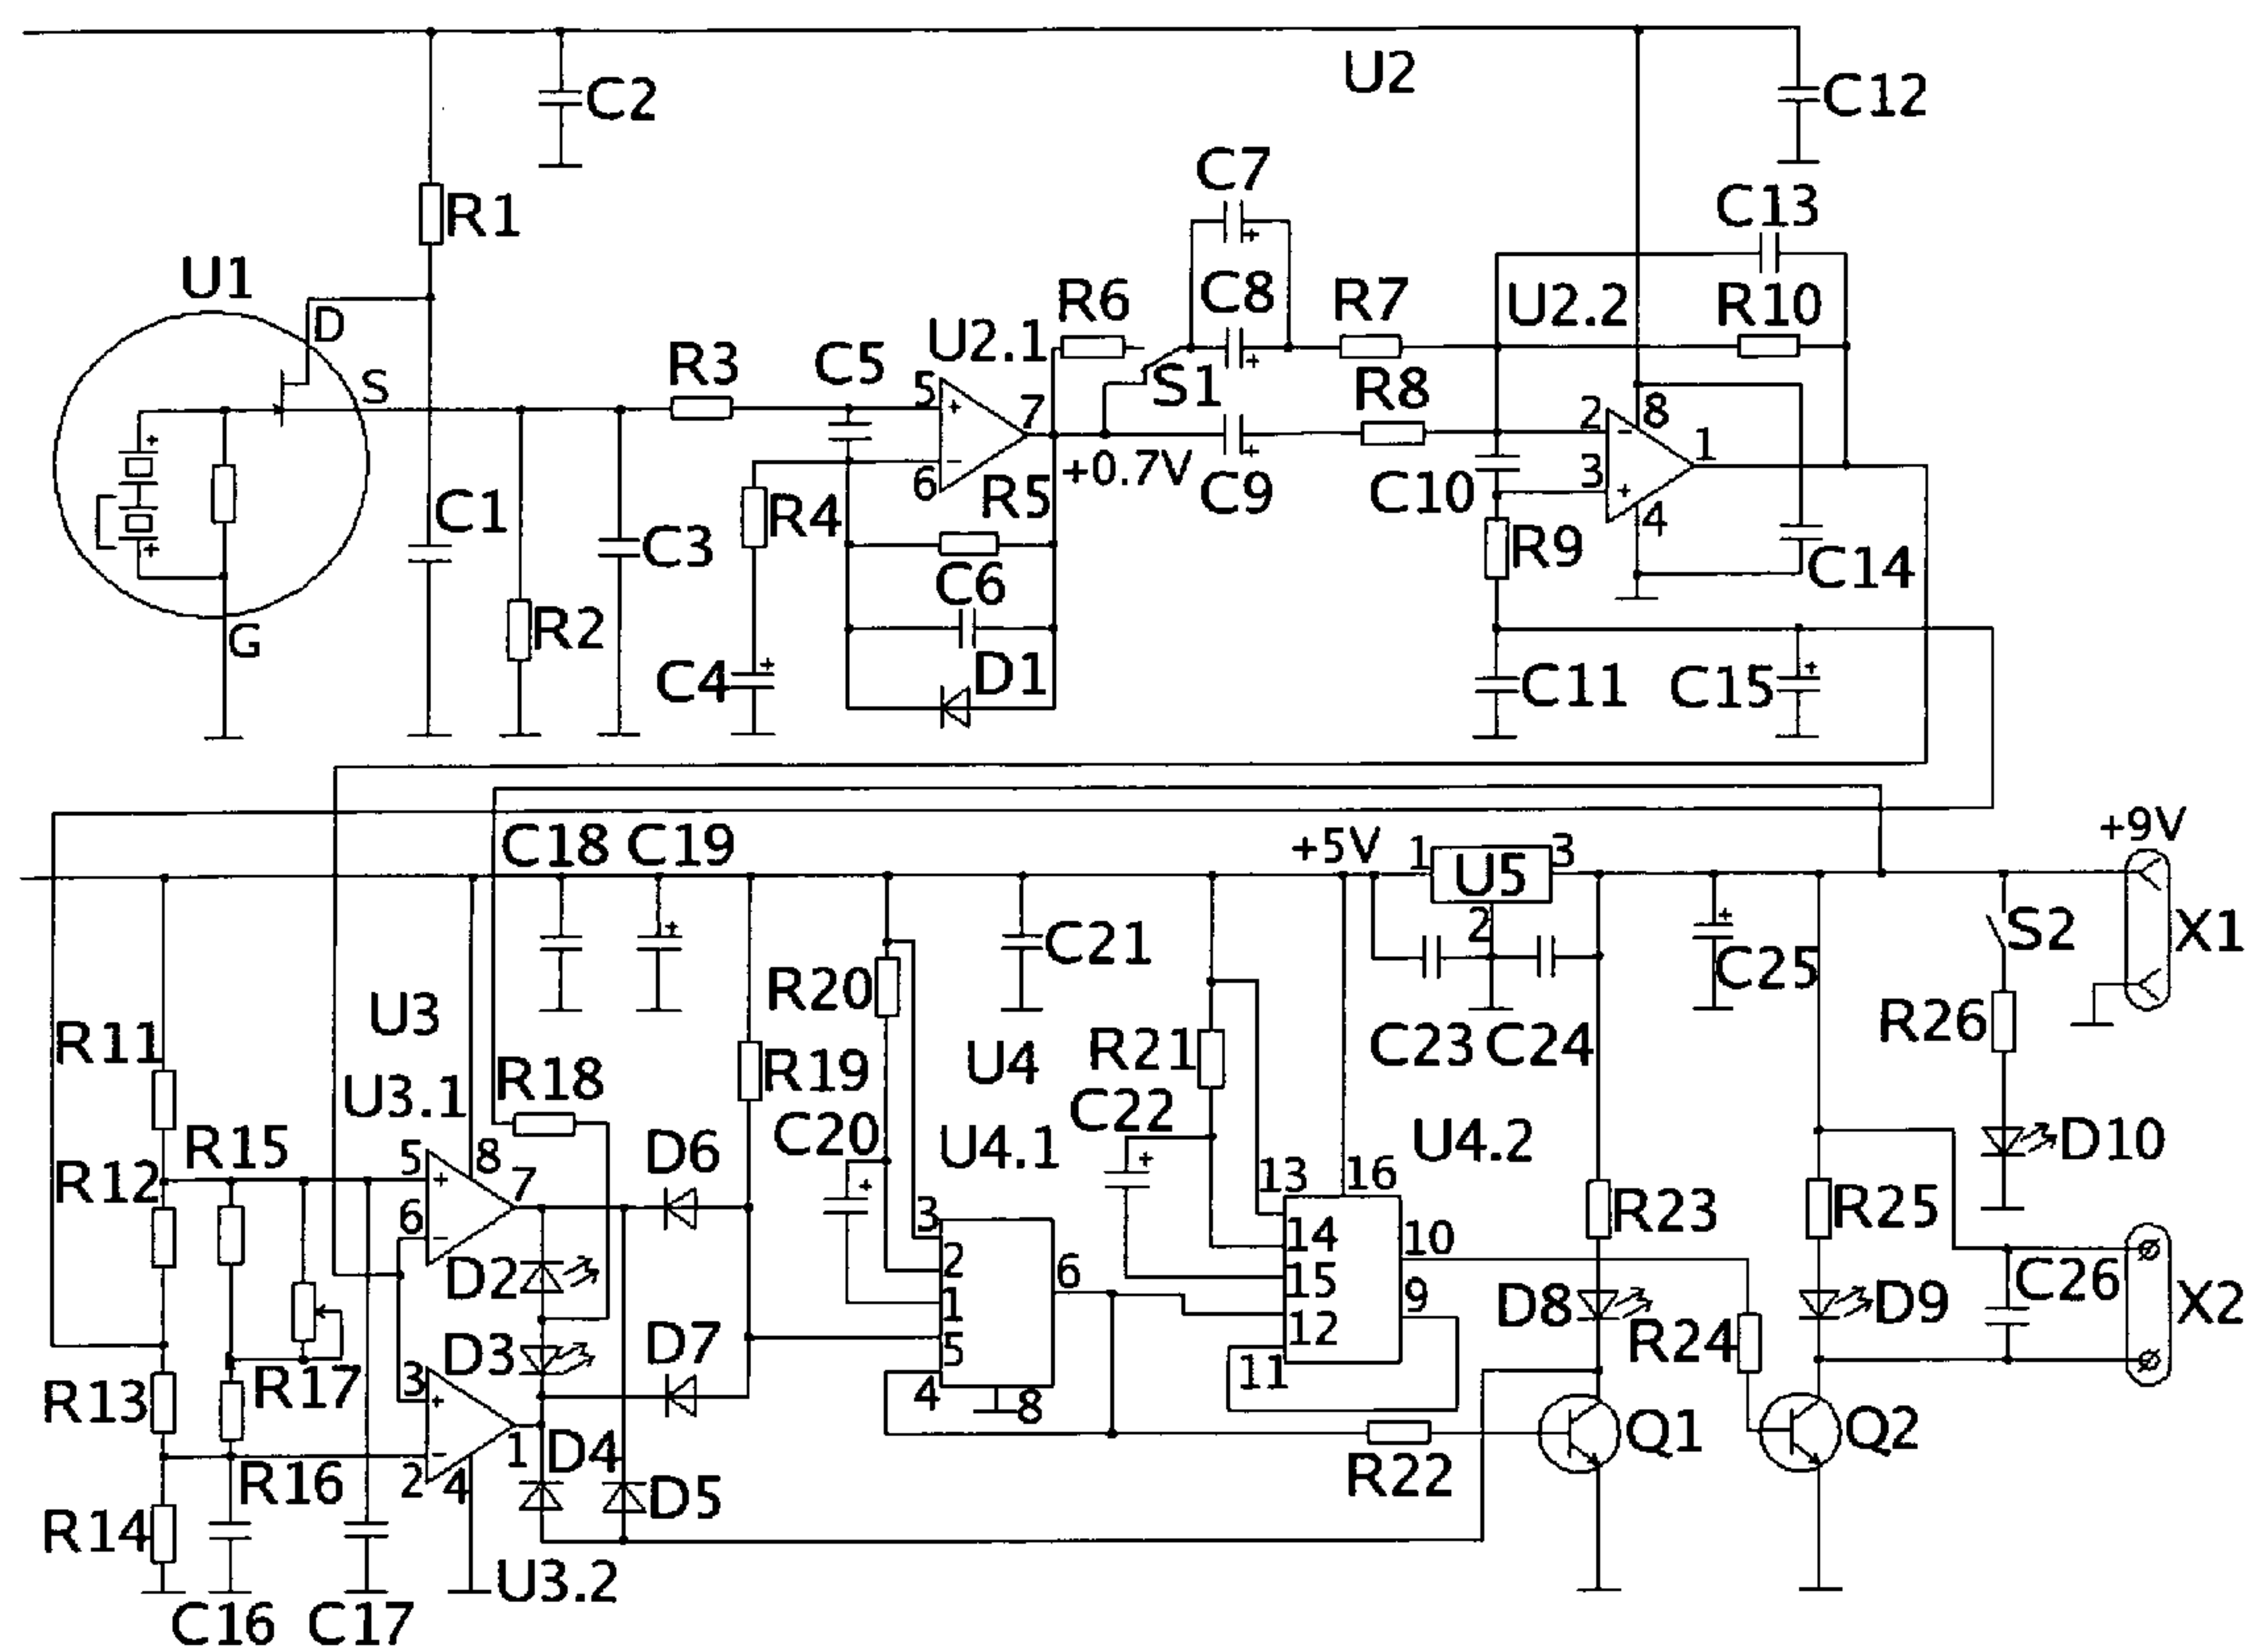 U2
C2
C12
C7
C13
R1
U1
D
C8
R6
R7
U2.2
R10
U2.1
R3
C5
S
S1
R8
5
+
7
2
-
8
1
6
-
+0.7V
C9
C10
3
+
4
R5
R4
C1
C3
R9
C14
C6
R2
G
C4
D1
C11
C15
+9V
C18
C19
+5V
1
U5
3
X1
2
S2
C21
C25
R20
U3
R26
R11
U4
R21
C23
C24
R18
R19
U3.1
C22
C20
U4.1
U4.2
D10
R15
5
8
7
D6
13
16
R12
6
3
14
10
R23
R25
D2
2
6
15
9
C26
X2
1
12
D8
D9
D3
D7
5
11
R24
R17
3
4
8
R13
Q1
Q2
1
D4
R22
R16
2
4
D5
R14
U3.2
C16
C17